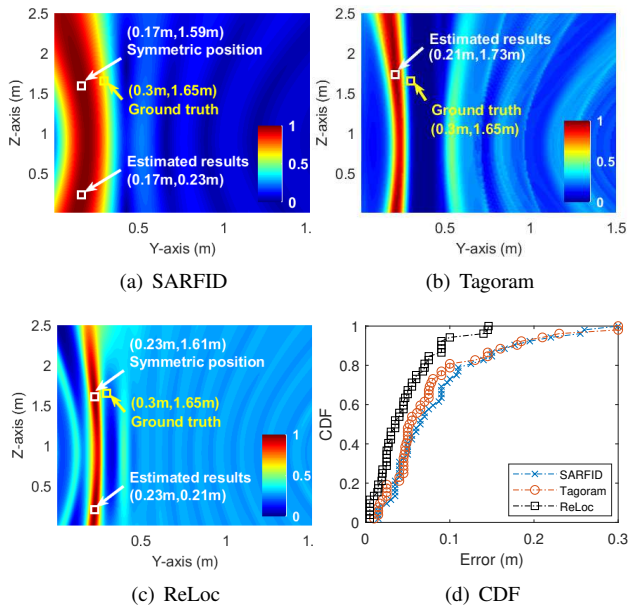 2.5
2
1.5
1
0.5
Z-axis (m)
(0.17m,1.59m)
Symmetric position
(0.3m,1.65m)
Ground truth
Estimated results
(0.17m,0.23m)
1
0.5
0
0.5
1
1.
Y-axis (m)
(a) SARFID
2.5
2
1.5
1
0.5
Z-axis (m)
Estimated results
(0.21m,1.73m)
Ground truth
(0.3m,1.65m)
1
0.5
0
0.5
1
1.
Y-axis (m)
(b) Tagoram
2.5
2
1.5
1
0.5
Z-axis (m)
(0.23m,1.61m)
Symmetric position
(0.3m,1.65m)
Ground truth
Estimated results
(0.23m,0.21m)
1
0.5
0
0.5
1
1.
Y-axis (m)
(c) ReLoc
1
0.8
0.6
0.4
0.2
0
CDF
SARFID
Tagoram
ReLoc
0
0.1
0.2
0.3
Error (m)
(d) CDF